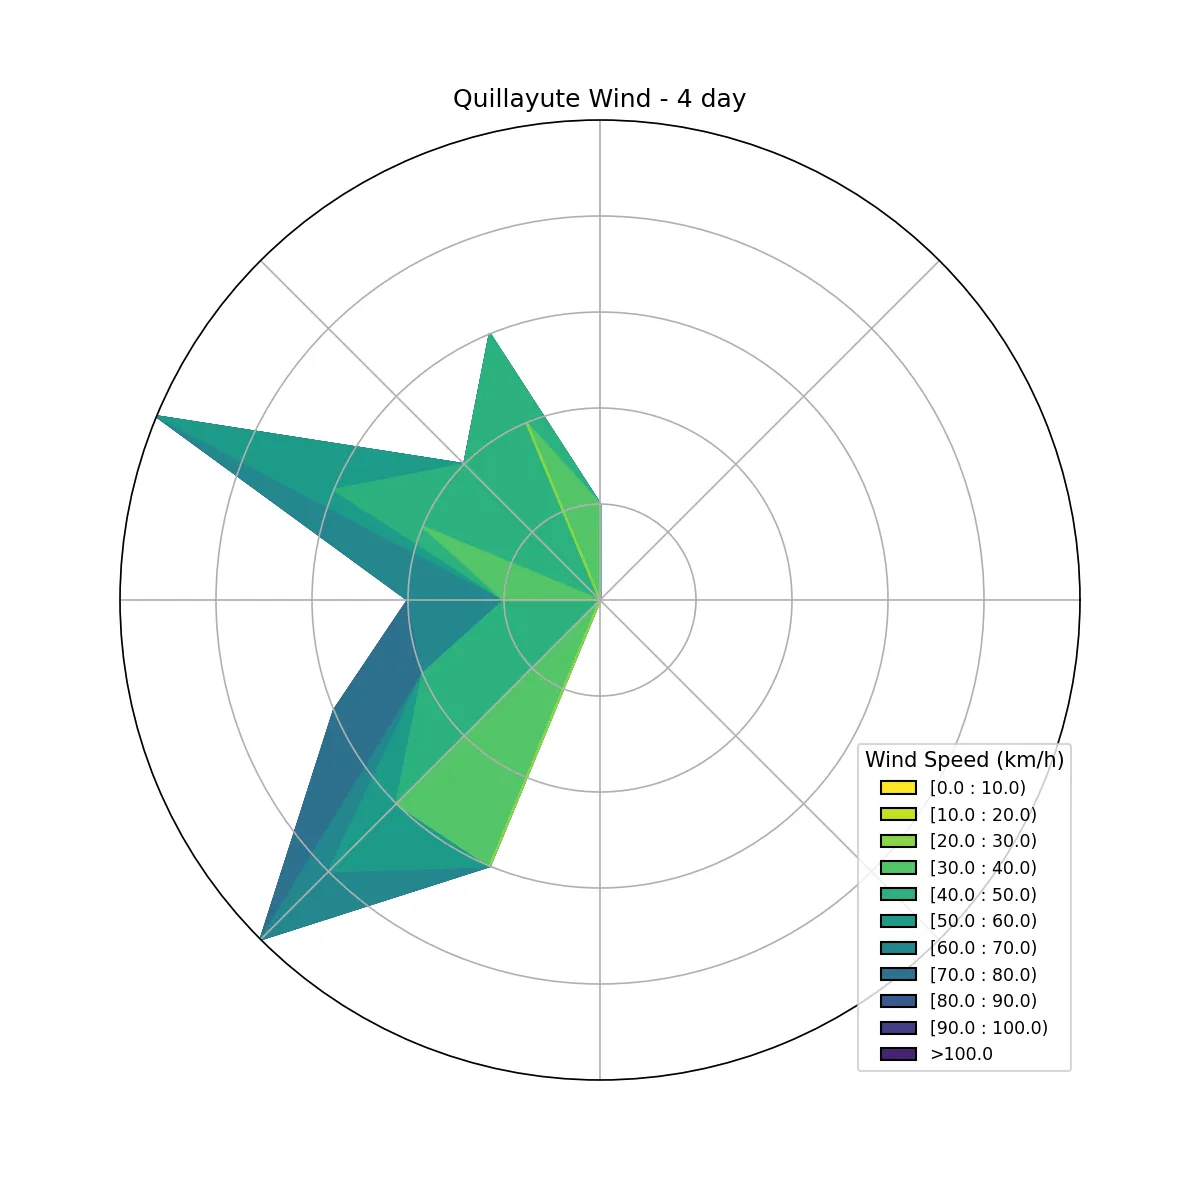 Quillayute Wind - 4 day
Wind Speed (km/h)
[0.0 : 10.0)
[10.0 : 20.0)
[20.0 : 30.0)
[30.0 : 40.0)
[40.0 : 50.0)
[50.0 : 60.0)
[60.0 : 70.0)
[70.0 : 80.0)
[80.0 : 90.0)
[90.0 : 100.0)
>100.0